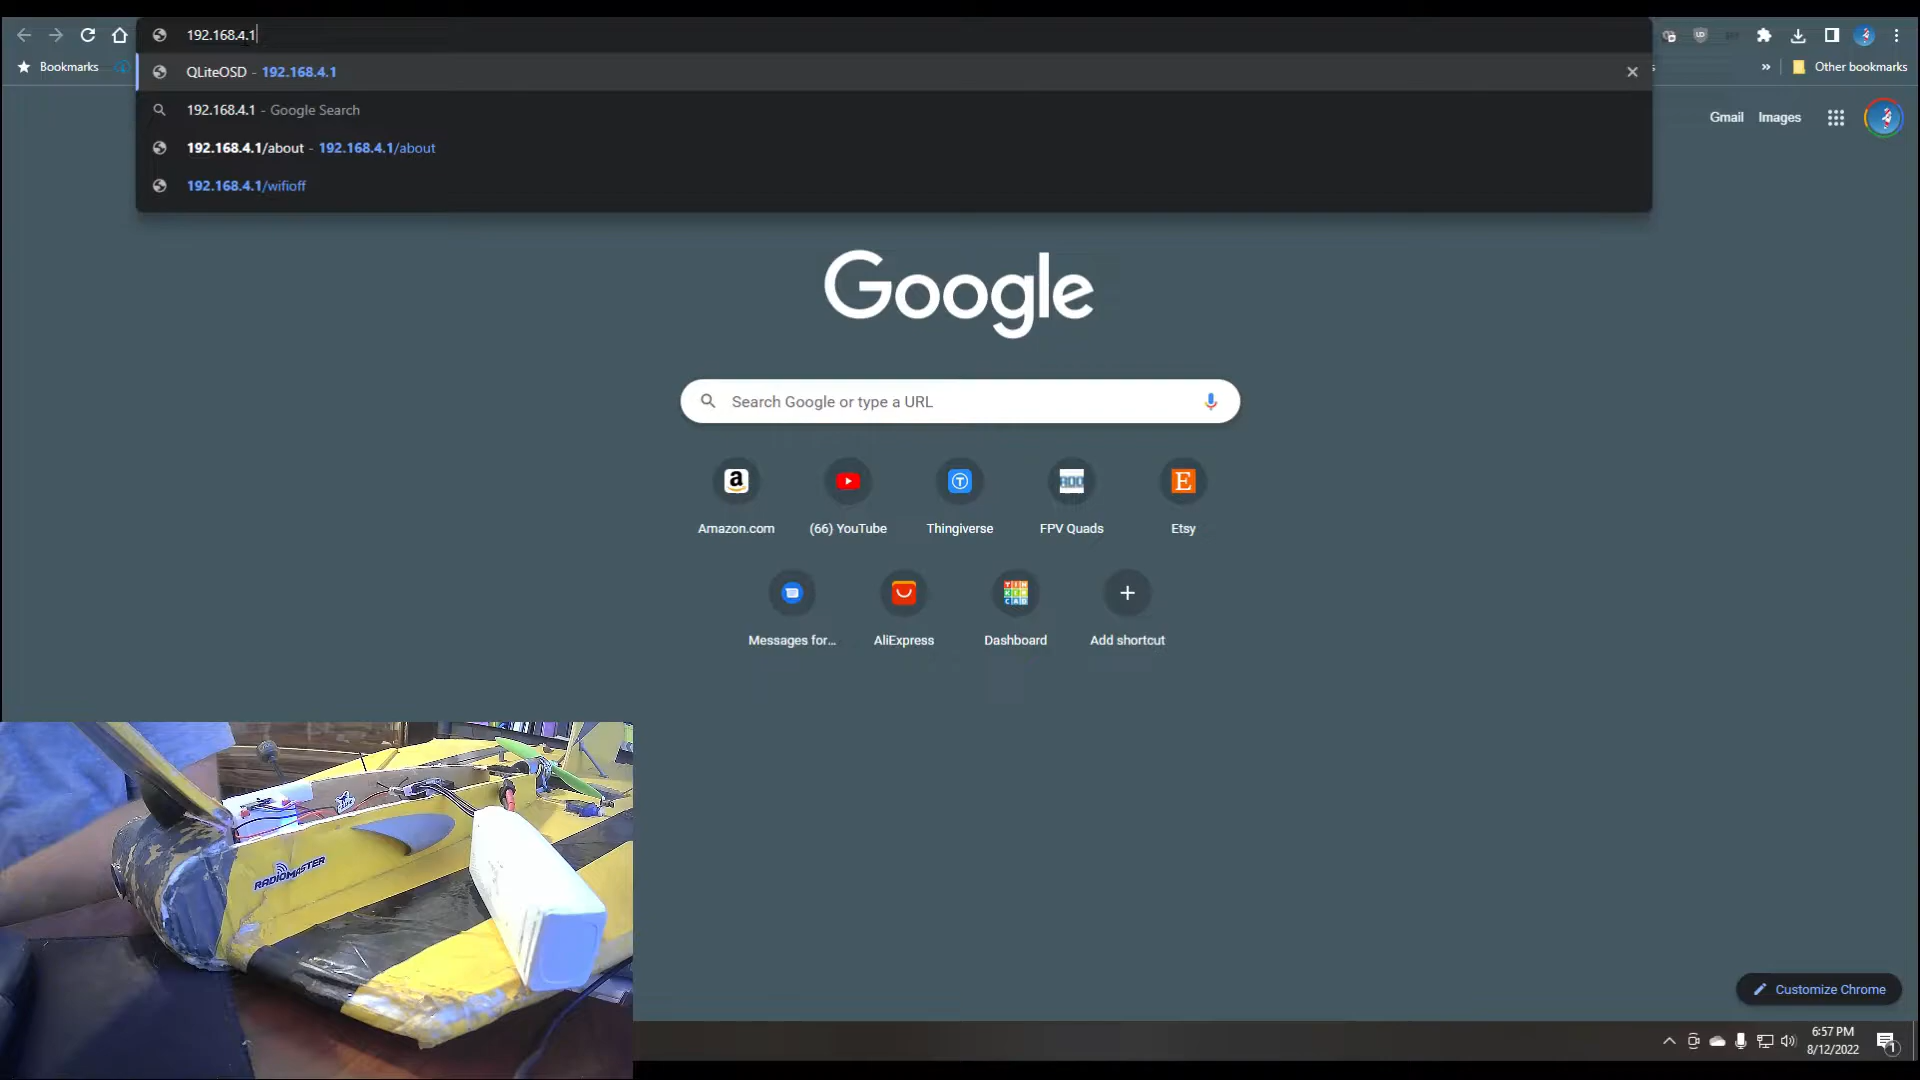 192.168.4.1
Bookmarks
QLiteOSD - 192.168.4.1
Other bookmarks
192.168.4.1 - Google Search
Gmail Images
192.168.4.1/about - 192.168.4.1/about
192.168.4.1/wifioff
Google
Search Google or type a URL
Amazon.com (66) YouTube Thingiverse FPV Quads Etsy
Messages for... AliExpress Dashboard Add shortcut
RADIOMASTER
Customize Chrome
6:57 PM
8/12/2022
1